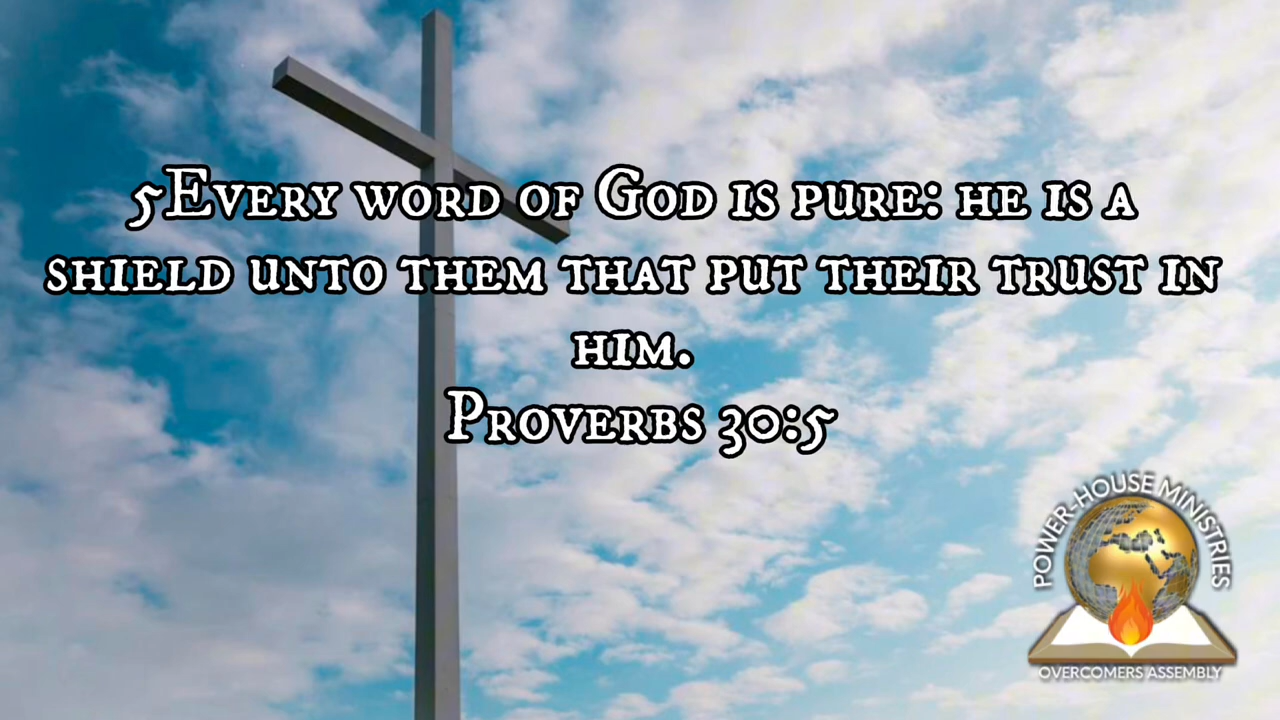 5Every word of God is pure: he is a
shield unto them that put their trust in
him.
Proverbs 30:5
POWER-HOUSE MINISTRIES
OVERCOMERS ASSEMBLY